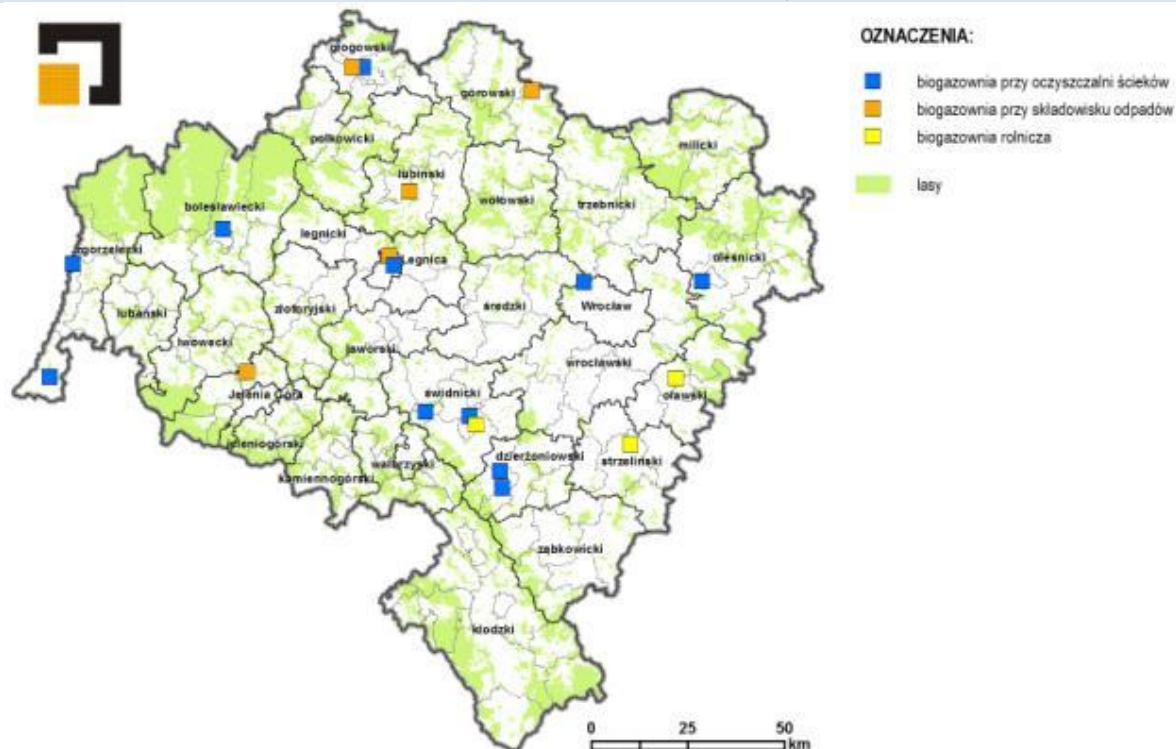 OZNACZENIA:
biogazownia przy oczyszczalni ścieków
biogazownia przy składowisku odpadów
biogazownia rolnicza
lasy
głogowski
górowski
polkowicki
milicki
lubiński
wołowski
trzebnicki
bolesławiecki
legnicki
zgorzelecki
Legnica
oleśnicki
lubański
złotoryjski
średzki
Wrocław
lwowecki
jaworski
wrocławski
Jelenia Góra
świdnicki
oławski
jeleniogórski
wałbrzyski
dzierżoniowski
strzeliński
kamiennogórski
ząbkowicki
kłodzki
0 25 50
km